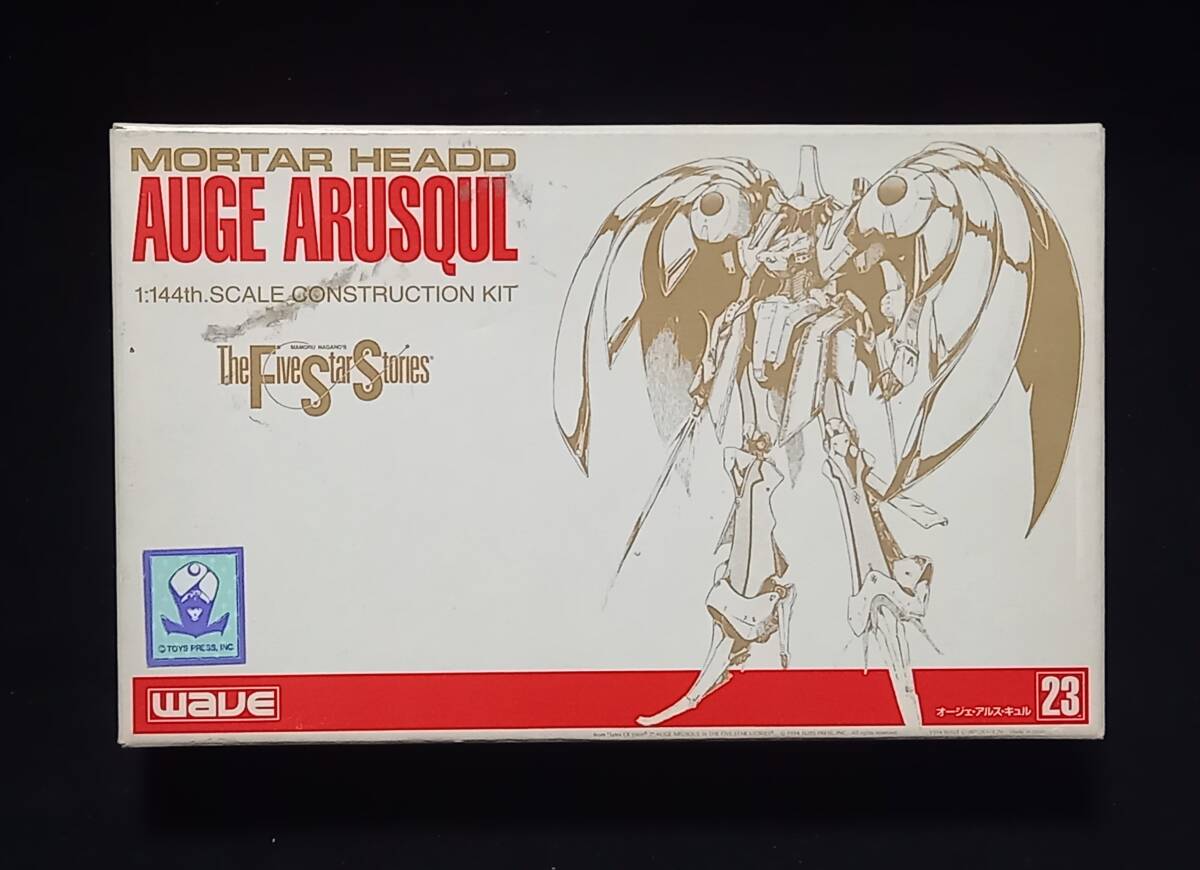 MORTAR HEADD
AUGE ARUSQUL
1:144th.SCALE CONSTRUCTION KIT
MAMORU NAGANO'S
The Five Star Stories®
© TOYS PRESS, INC
WAVE
オージェ・アルス・キュル
23